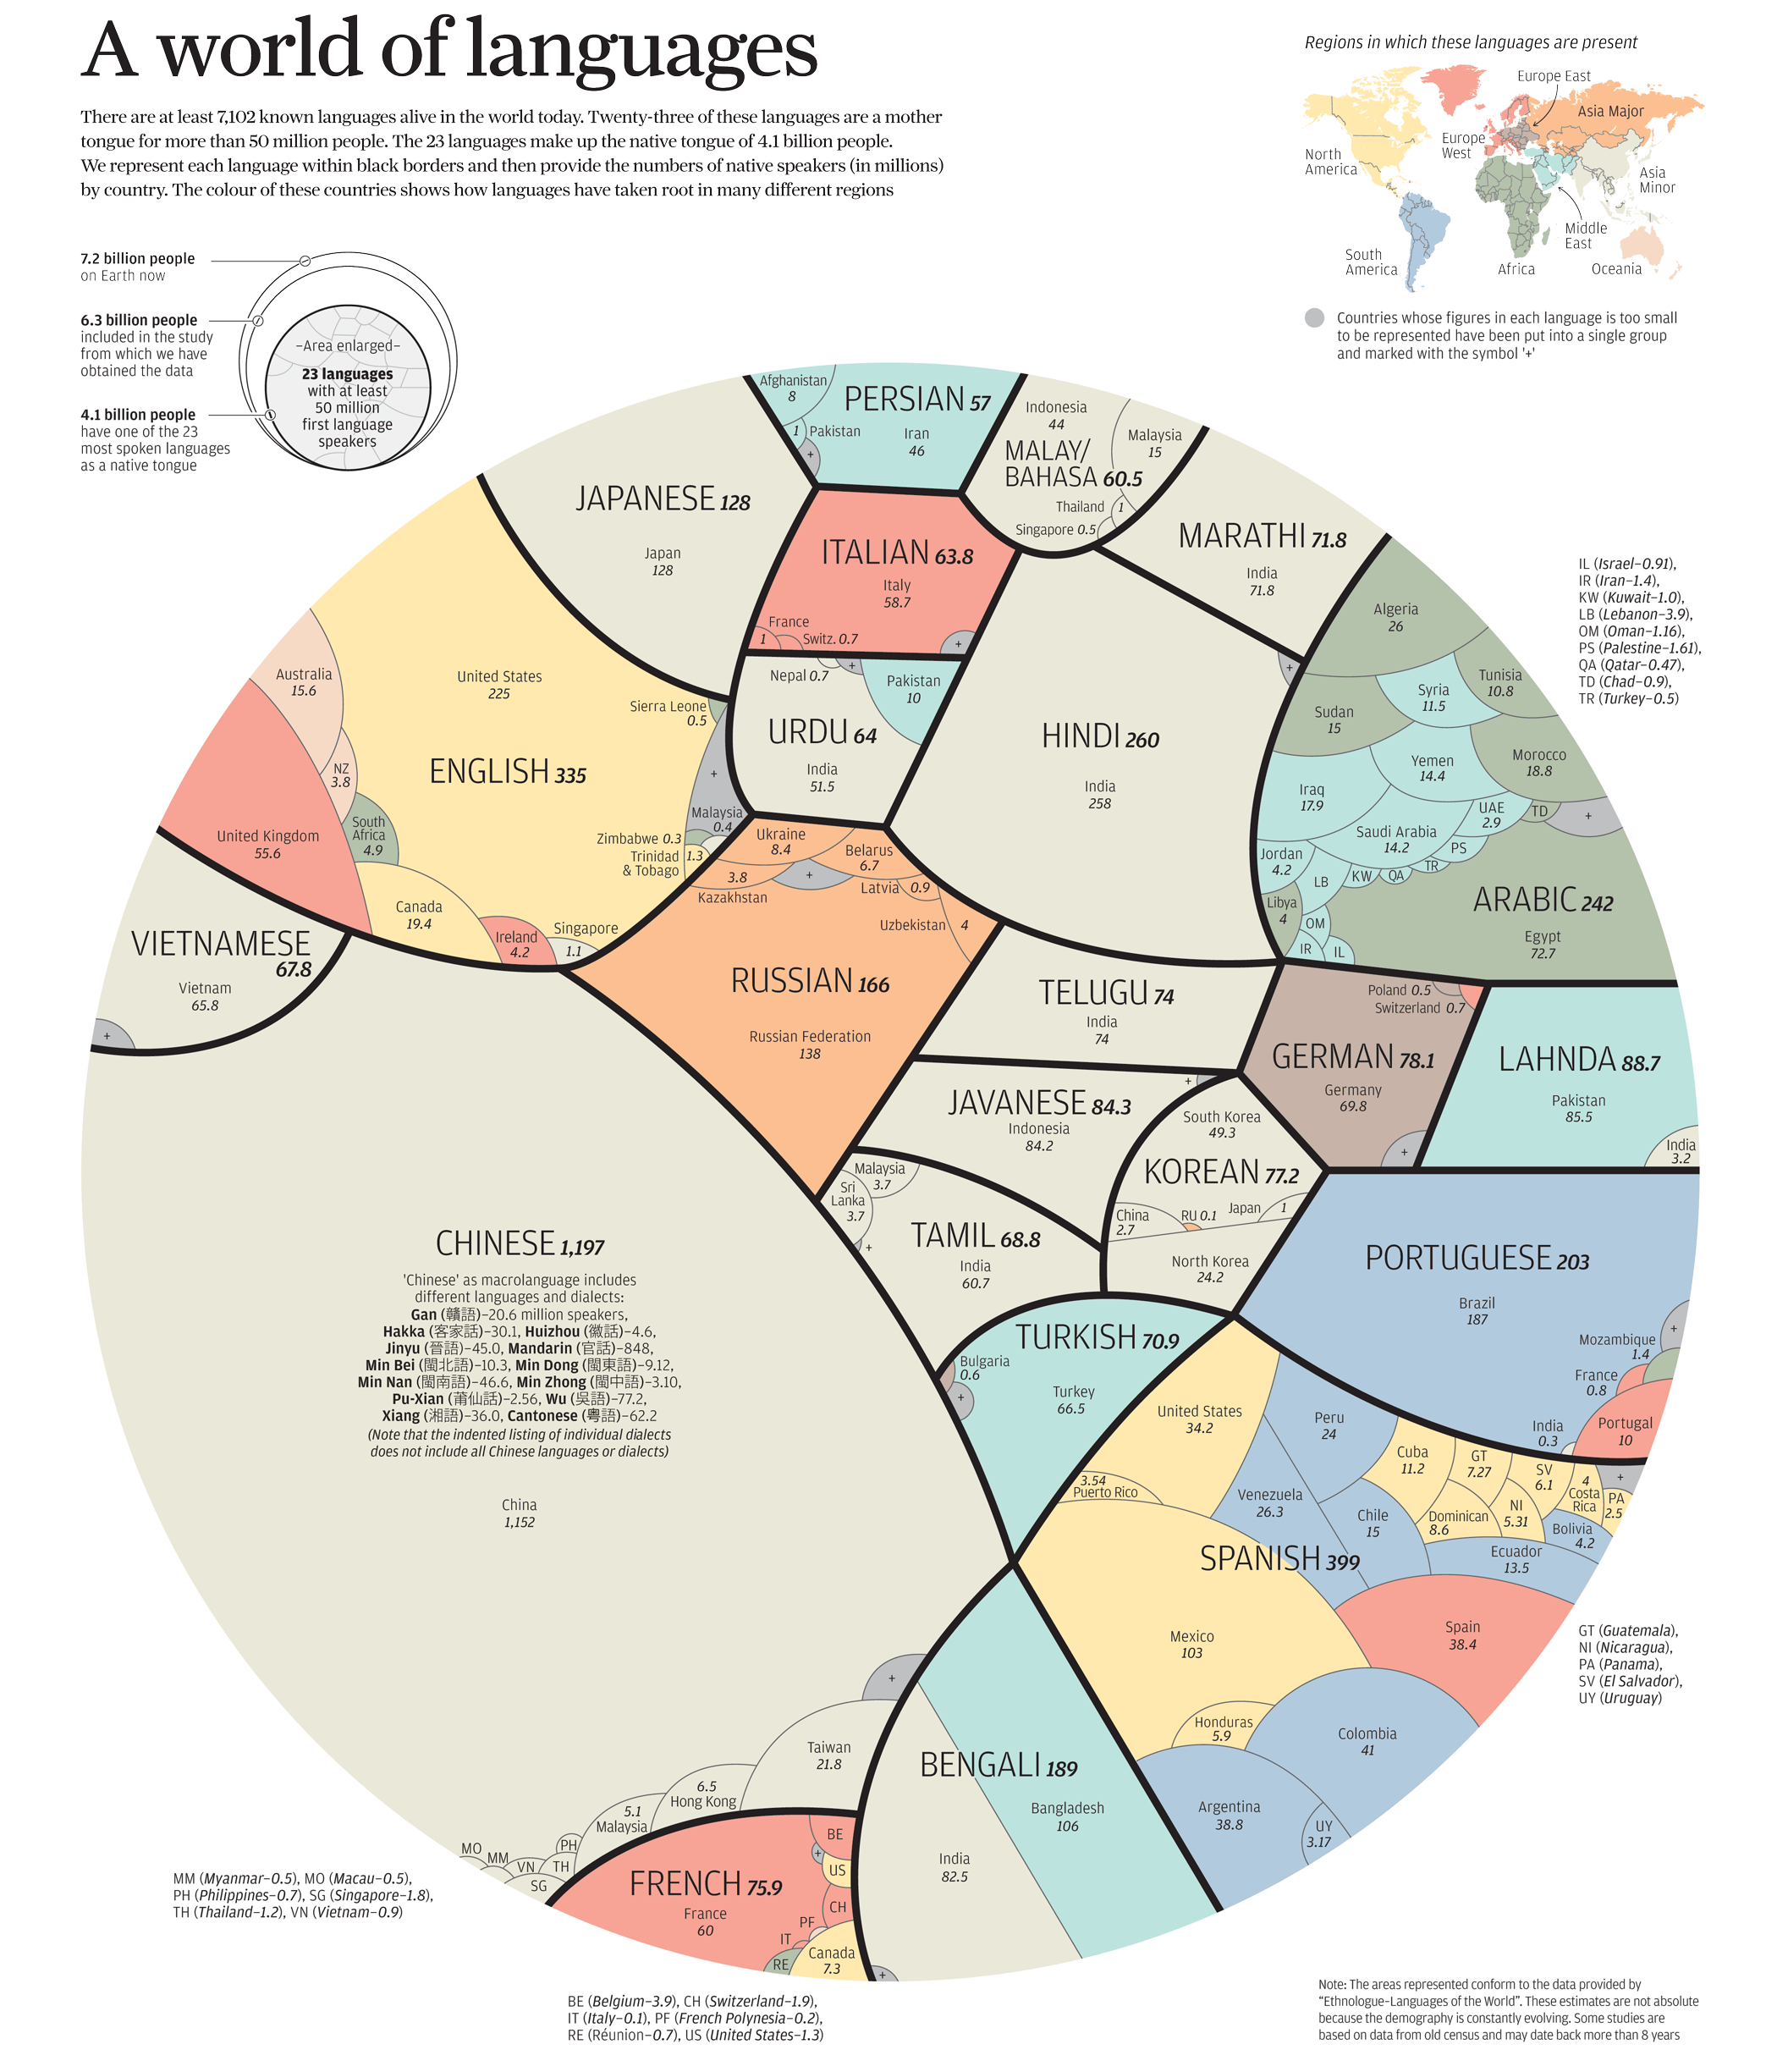 A world of languages
There are at least 7,102 known languages alive in the world today. Twenty-three of these languages are a mother
tongue for more than 50 million people. The 23 languages make up the native tongue of 4.1 billion people.
We represent each language within black borders and then provide the numbers of native speakers (in millions)
by country. The colour of these countries shows how languages have taken root in many different regions
Regions in which these languages are present
Europe East
Asia Major
Europe
West
North
America
Asia
Minor
Middle
East
South
America
Africa
Oceania
Countries whose figures in each language is too small
to be represented have been put into a single group
and marked with the symbol '+'
7.2 billion people
on Earth now
6.3 billion people
included in the study
from which we have
obtained the data
4.1 billion people
have one of the 23
most spoken languages
as a native tongue
–Area enlarged–
23 languages
with at least
50 million
first language
speakers
PERSIAN 57
Afghanistan
8
1 Pakistan
+
Iran
46
MALAY/
BAHASA 60.5
Indonesia
44
Malaysia
15
Thailand
1
Singapore 0.5
JAPANESE 128
Japan
128
ITALIAN 63.8
Italy
58.7
France
1
Switz. 0.7
+
MARATHI 71.8
India
71.8
IL (Israel–0.91),
IR (Iran–1.4),
KW (Kuwait–1.0),
LB (Lebanon–3.9),
OM (Oman–1.16),
PS (Palestine–1.61),
QA (Qatar–0.47),
TD (Chad–0.9),
TR (Turkey–0.5)
ENGLISH 335
United States
225
Australia
15.6
NZ
3.8
South
Africa
4.9
United Kingdom
55.6
Canada
19.4
Ireland
4.2
Singapore
1.1
Sierra Leone
0.5
+
Malaysia
0.4
Zimbabwe 0.3
Trinidad
& Tobago
1.3
URDU 64
Nepal 0.7
+
Pakistan
10
India
51.5
HINDI 260
India
258
+
ARABIC 242
Algeria
26
Tunisia
10.8
Syria
11.5
Sudan
15
Morocco
18.8
Yemen
14.4
Iraq
17.9
UAE
2.9
TD
+
Saudi Arabia
14.2
PS
TR
QA
KW
Jordan
4.2
LB
Libya
4
OM
IR
IL
Egypt
72.7
VIETNAMESE
67.8
Vietnam
65.8
+
RUSSIAN 166
Ukraine
8.4
Belarus
6.7
3.8
Kazakhstan
+
Latvia 0.9
Uzbekistan 4
Russian Federation
138
TELUGU 74
India
74
GERMAN 78.1
Poland 0.5
Switzerland 0.7
Germany
69.8
+
LAHNDA 88.7
Pakistan
85.5
India
3.2
JAVANESE 84.3
Indonesia
84.2
+
KOREAN 77.2
South Korea
49.3
China
2.7
RU 0.1
Japan 1
North Korea
24.2
TAMIL 68.8
Malaysia
3.7
Sri
Lanka
3.7
+
India
60.7
CHINESE 1,197
'Chinese' as macrolanguage includes
different languages and dialects:
Gan (贛語)–20.6 million speakers,
Hakka (客家話)–30.1, Huizhou (徽話)–4.6,
Jinyu (晉語)–45.0, Mandarin (官話)–848,
Min Bei (閩北語)–10.3, Min Dong (閩東語)–9.12,
Min Nan (閩南語)–46.6, Min Zhong (閩中語)–3.10,
Pu-Xian (莆仙話)–2.56, Wu (吳語)–77.2,
Xiang (湘語)–36.0, Cantonese (粵語)–62.2
(Note that the indented listing of individual dialects
does not include all Chinese languages or dialects)
China
1,152
+
Taiwan
21.8
6.5
Hong Kong
5.1
Malaysia
PH
TH
VN
SG
MM
MO
TURKISH 70.9
Bulgaria
0.6
+
Turkey
66.5
PORTUGUESE 203
Brazil
187
+
Mozambique
1.4
France
0.8
Portugal
10
India
0.3
SPANISH 399
United States
34.2
3.54
Puerto Rico
Peru
24
Venezuela
26.3
Cuba
11.2
GT
7.27
SV
6.1
4
Costa
Rica
+
PA
2.5
Chile
15
Dominican
8.6
NI
5.31
Bolivia
4.2
Ecuador
13.5
Spain
38.4
Mexico
103
Honduras
5.9
Colombia
41
Argentina
38.8
UY
3.17
GT (Guatemala),
NI (Nicaragua),
PA (Panama),
SV (El Salvador),
UY (Uruguay)
BENGALI 189
Bangladesh
106
India
82.5
+
FRENCH 75.9
France
60
BE
+
US
CH
PF
IT
RE
Canada
7.3
MM (Myanmar–0.5), MO (Macau–0.5),
PH (Philippines–0.7), SG (Singapore–1.8),
TH (Thailand–1.2), VN (Vietnam–0.9)
BE (Belgium–3.9), CH (Switzerland–1.9),
IT (Italy–0.1), PF (French Polynesia–0.2),
RE (Réunion–0.7), US (United States–1.3)
Note: The areas represented conform to the data provided by
“Ethnologue-Languages of the World”. These estimates are not absolute
because the demography is constantly evolving. Some studies are
based on data from old census and may date back more than 8 years